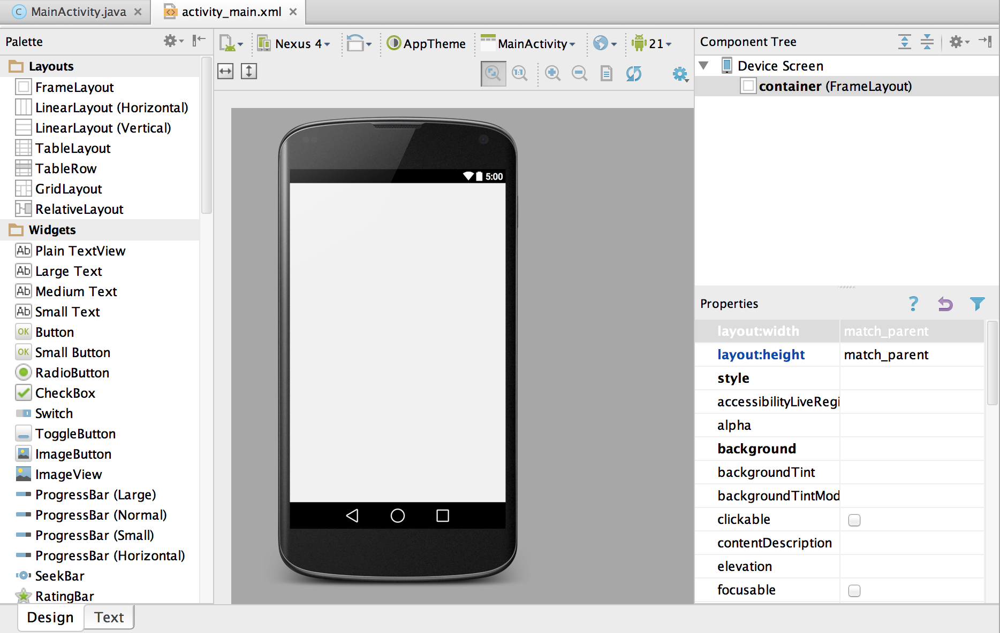 MainActivity.java
activity_main.xml
Palette
Nexus 4
AppTheme
MainActivity
21
Component Tree
Layouts
FrameLayout
LinearLayout (Horizontal)
LinearLayout (Vertical)
TableLayout
TableRow
GridLayout
RelativeLayout
Widgets
Plain TextView
Large Text
Medium Text
Small Text
OK Button
OK Small Button
RadioButton
CheckBox
Switch
ToggleButton
ImageButton
ImageView
ProgressBar (Large)
ProgressBar (Normal)
ProgressBar (Small)
ProgressBar (Horizontal)
SeekBar
RatingBar
Design
Text
1:1
5:00
Device Screen
container (FrameLayout)
Properties
?
layout:width match_parent
layout:height match_parent
style
accessibilityLiveRegi
alpha
background
backgroundTint
backgroundTintMod
clickable
contentDescription
elevation
focusable